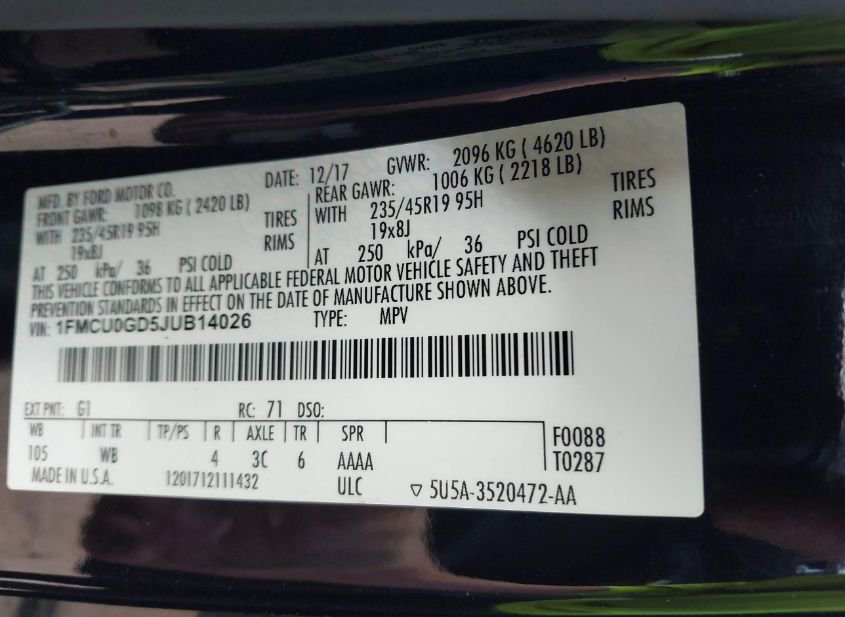 MFD. BY FORD MOTOR CO.
DATE: 12/17 GVWR: 2096 KG ( 4620 LB)
FRONT GAWR: 1098 KG ( 2420 LB)
REAR GAWR: 1006 KG ( 2218 LB)
WITH 235/45R19 95H TIRES
WITH 235/45R19 95H TIRES
19x8J RIMS
19x8J RIMS
AT 250 kPa/ 36 PSI COLD
AT 250 kPa/ 36 PSI COLD
THIS VEHICLE CONFORMS TO ALL APPLICABLE FEDERAL MOTOR VEHICLE SAFETY AND THEFT
PREVENTION STANDARDS IN EFFECT ON THE DATE OF MANUFACTURE SHOWN ABOVE.
VIN: 1FMCU0GD5JUB14026 TYPE: MPV
EXT PNT: G1 RC: 71 DSO:
WB INT TR TP/PS R AXLE TR SPR F0088
105 WB 4 3C 6 AAAA T0287
MADE IN U.S.A. 1201712111432 ULC ▽ 5U5A-3520472-AA